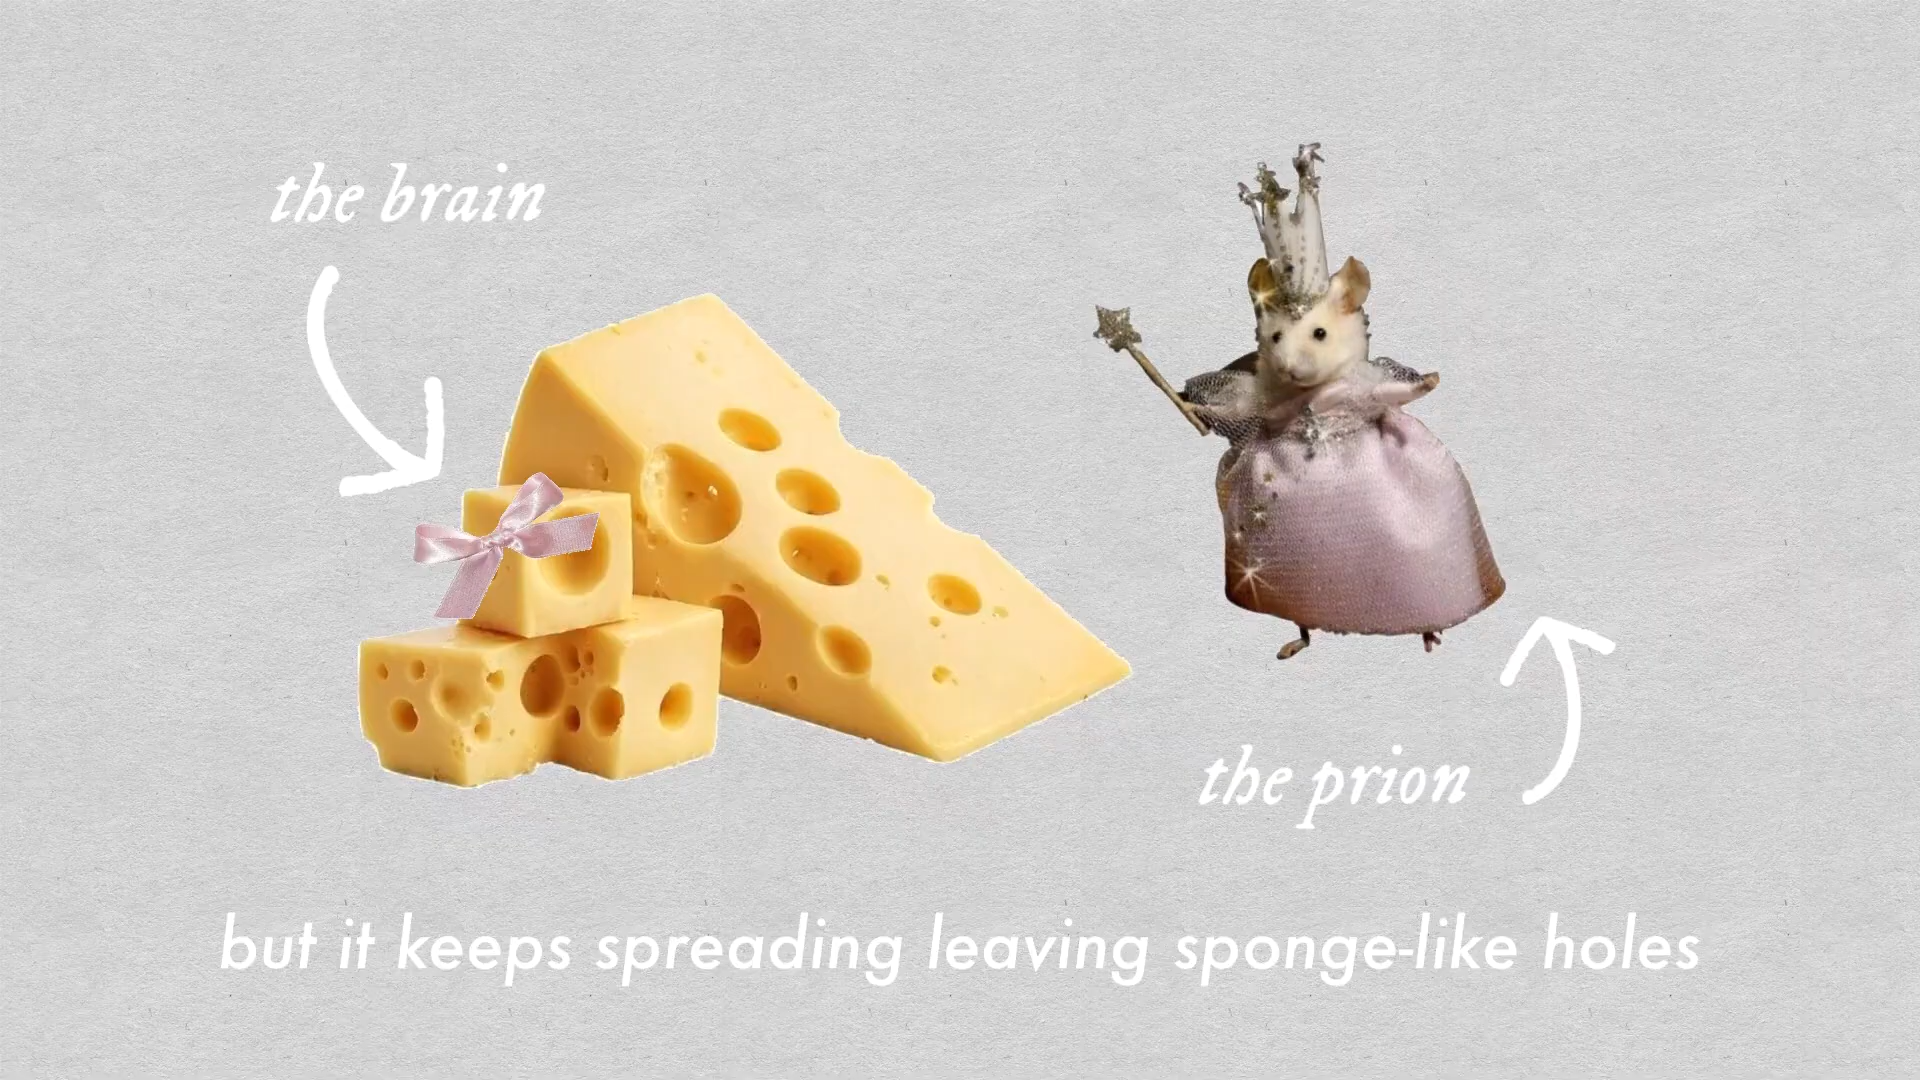 the brain
the prion
but it keeps spreading leaving sponge-like holes